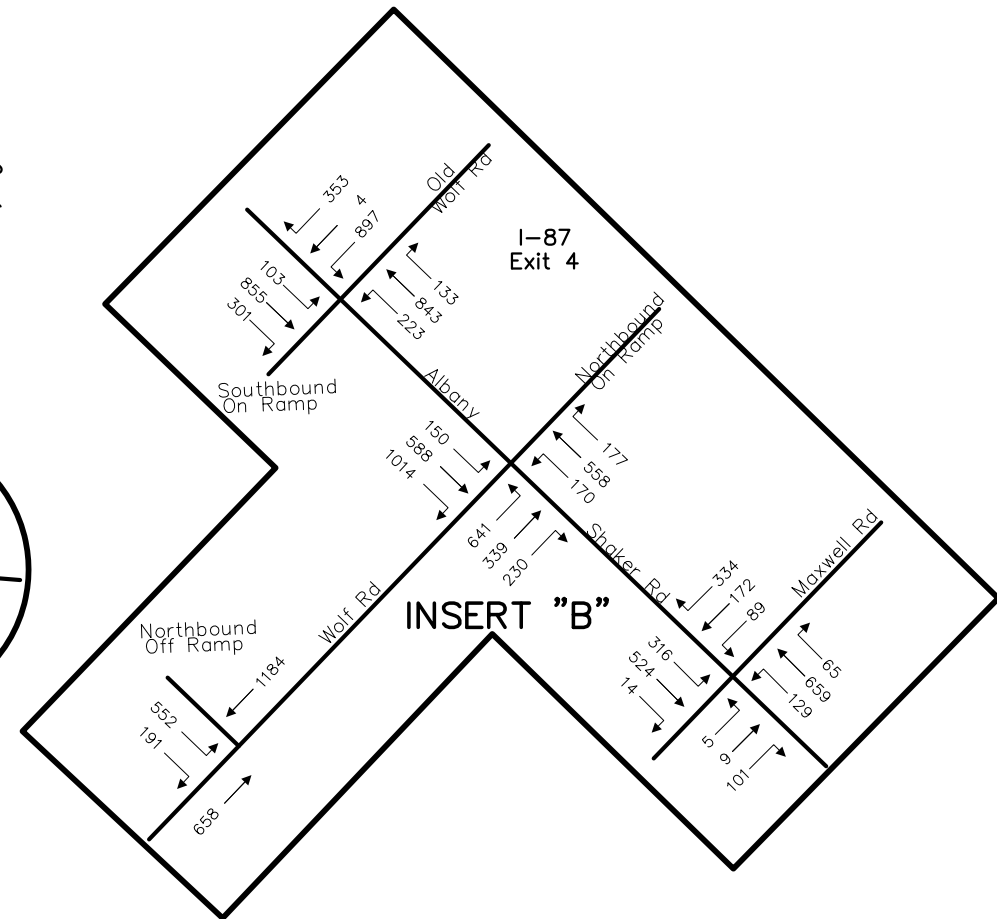 353
4
897
Old
Wolf Rd
I-87
Exit 4
103
855
301
133
843
223
Southbound
On Ramp
Albany
Northbound
On Ramp
150
588
1014
177
558
170
641
339
230
Shaker Rd
Maxwell Rd
334
172
89
INSERT "B"
Wolf Rd
316
524
14
65
659
129
5
9
101
Northbound
Off Ramp
1184
552
191
658